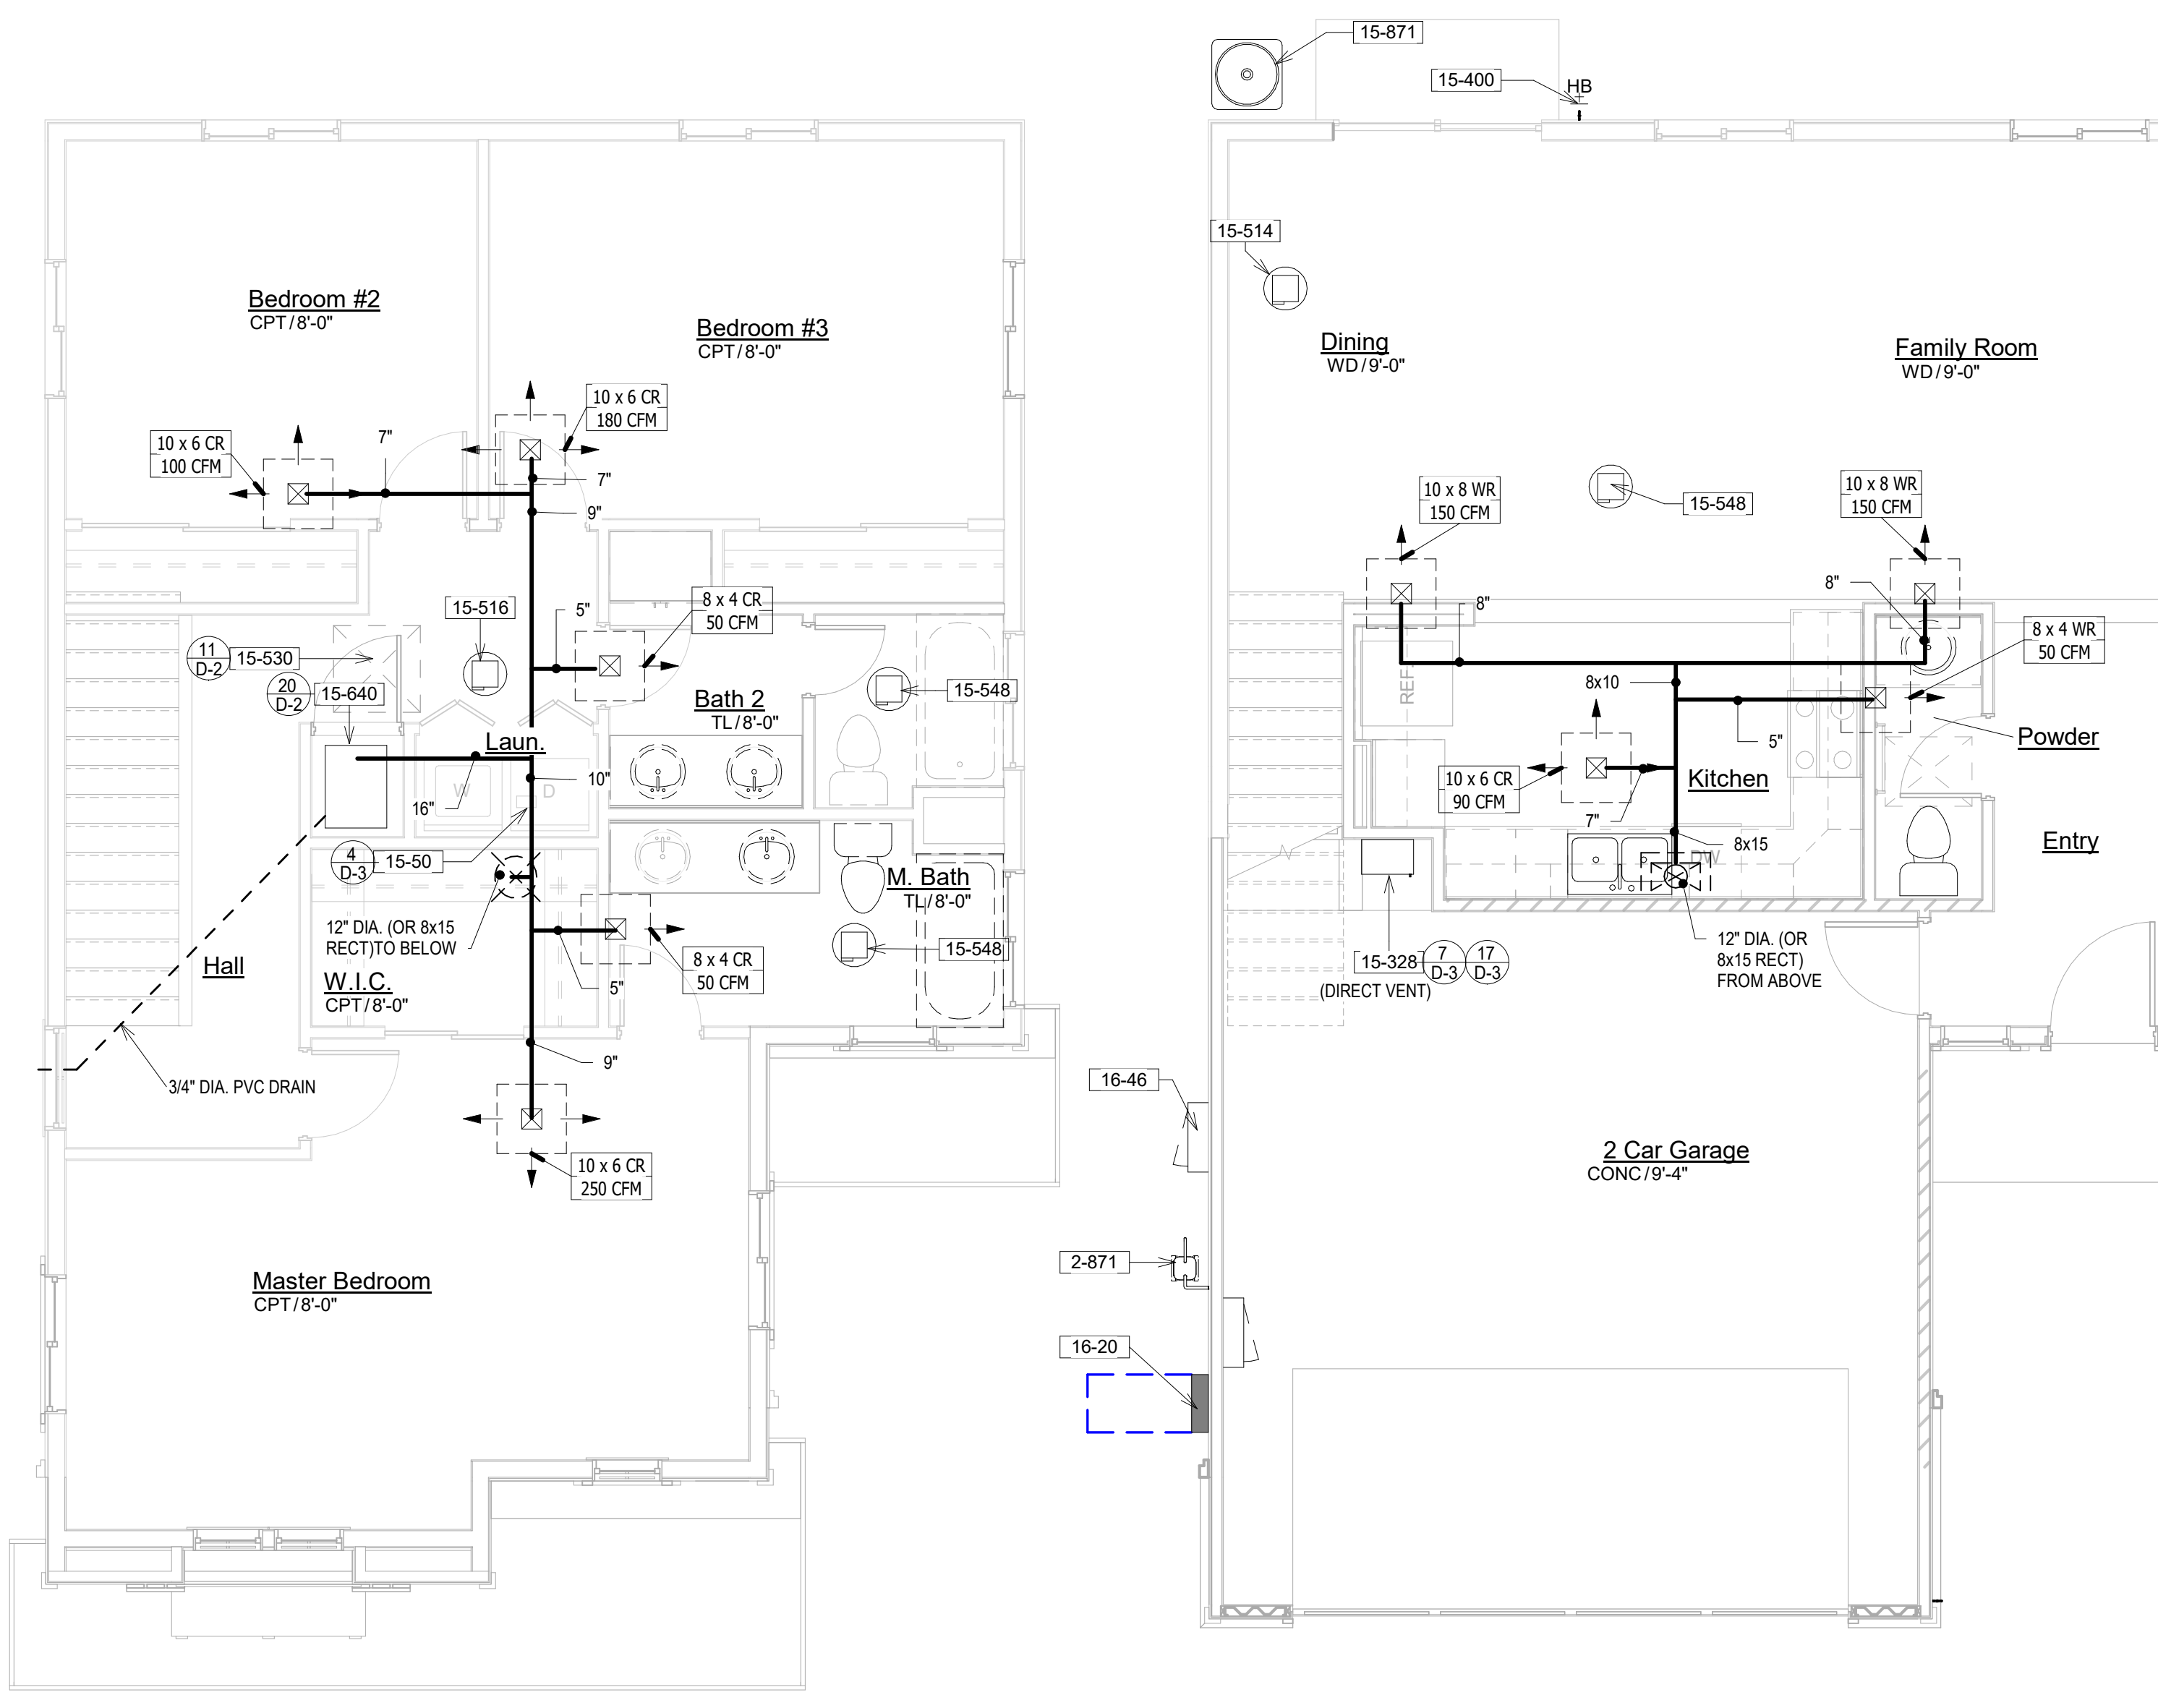 15-871
15-400
HB
15-514
Bedroom #2
CPT/8'-0"
Bedroom #3
CPT/8'-0"
Dining
WD/9'-0"
Family Room
WD/9'-0"
10 x 6 CR
180 CFM
10 x 6 CR
100 CFM
7"
7"
9"
10 x 8 WR
150 CFM
15-548
10 x 8 WR
150 CFM
15-516
5"
8 x 4 CR
50 CFM
8"
8"
8 x 4 WR
50 CFM
11
D-2
15-530
20
D-2
15-640
Bath 2
TL/8'-0"
15-548
REF
8x10
5"
Powder
Laun.
W
D
10"
16"
10 x 6 CR
90 CFM
7"
Kitchen
8x15
DW
Entry
4
D-3
15-50
M. Bath
TL/8'-0"
12" DIA. (OR 8x15
RECT)TO BELOW
15-548
Hall
W.I.C.
CPT/8'-0"
8 x 4 CR
50 CFM
5"
15-328
7
D-3
17
D-3
(DIRECT VENT)
12" DIA. (OR
8x15 RECT)
FROM ABOVE
9"
3/4" DIA. PVC DRAIN
16-46
10 x 6 CR
250 CFM
2 Car Garage
CONC/9'-4"
2-871
Master Bedroom
CPT/8'-0"
16-20